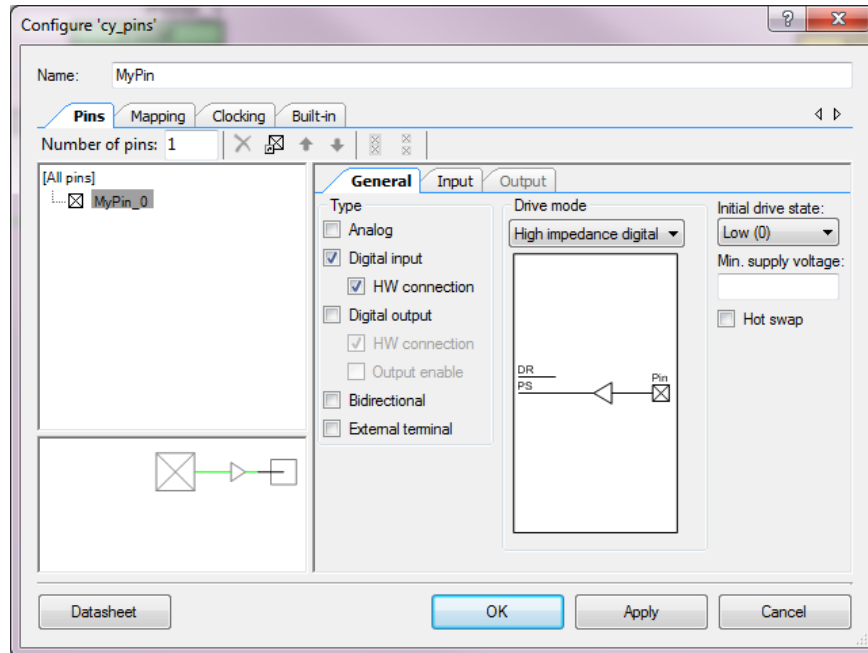 Configure 'cy_pins'
Name: MyPin
Pins Mapping Clocking Built-in
Number of pins: 1
[All pins]
MyPin_0
General Input Output
Type
Analog
Digital input
HW connection
Digital output
HW connection
Output enable
Bidirectional
External terminal
Drive mode
High impedance digital
DR
PS
Pin
Initial drive state:
Low (0)
Min. supply voltage:
Hot swap
Datasheet OK Apply Cancel